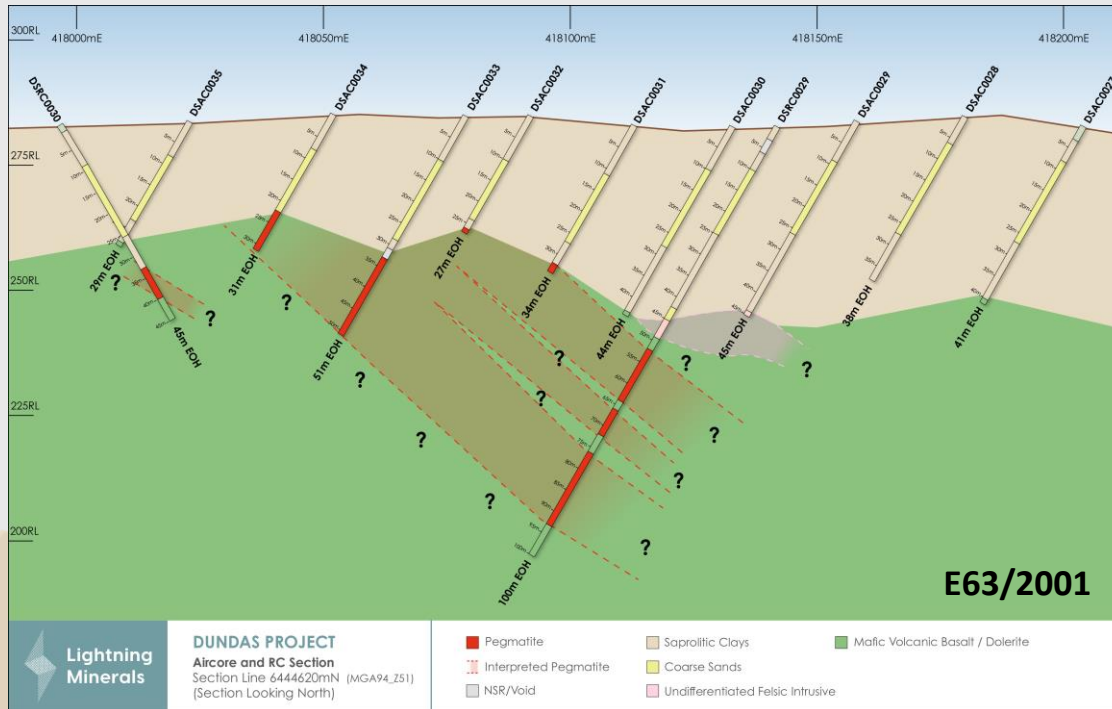 300RL
418000mE
418050mE
418100mE
418150mE
418200mE
DSRC0030
DSAC0035
DSAC0034
DSAC0033
DSAC0032
DSAC0031
DSAC0030
DSRC0029
DSAC0029
DSAC0028
DSAC0027
275RL
250RL
225RL
200RL
29m EOH
45m EOH
31m EOH
51m EOH
27m EOH
34m EOH
44m EOH
100m EOH
45m EOH
38m EOH
41m EOH
?
?
?
?
?
?
?
?
?
?
?
?
?
E63/2001
Lightning
Minerals
DUNDAS PROJECT
Aircore and RC Section
Section Line 6444620mN (MGA94_Z51)
(Section Looking North)
Pegmatite
Interpreted Pegmatite
NSR/Void
Saprolitic Clays
Coarse Sands
Undifferentiated Felsic Intrusive
Mafic Volcanic Basalt / Dolerite